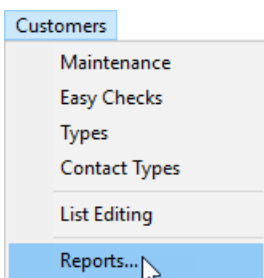 Customers
Maintenance
Easy Checks
Types
Contact Types
List Editing
Reports...